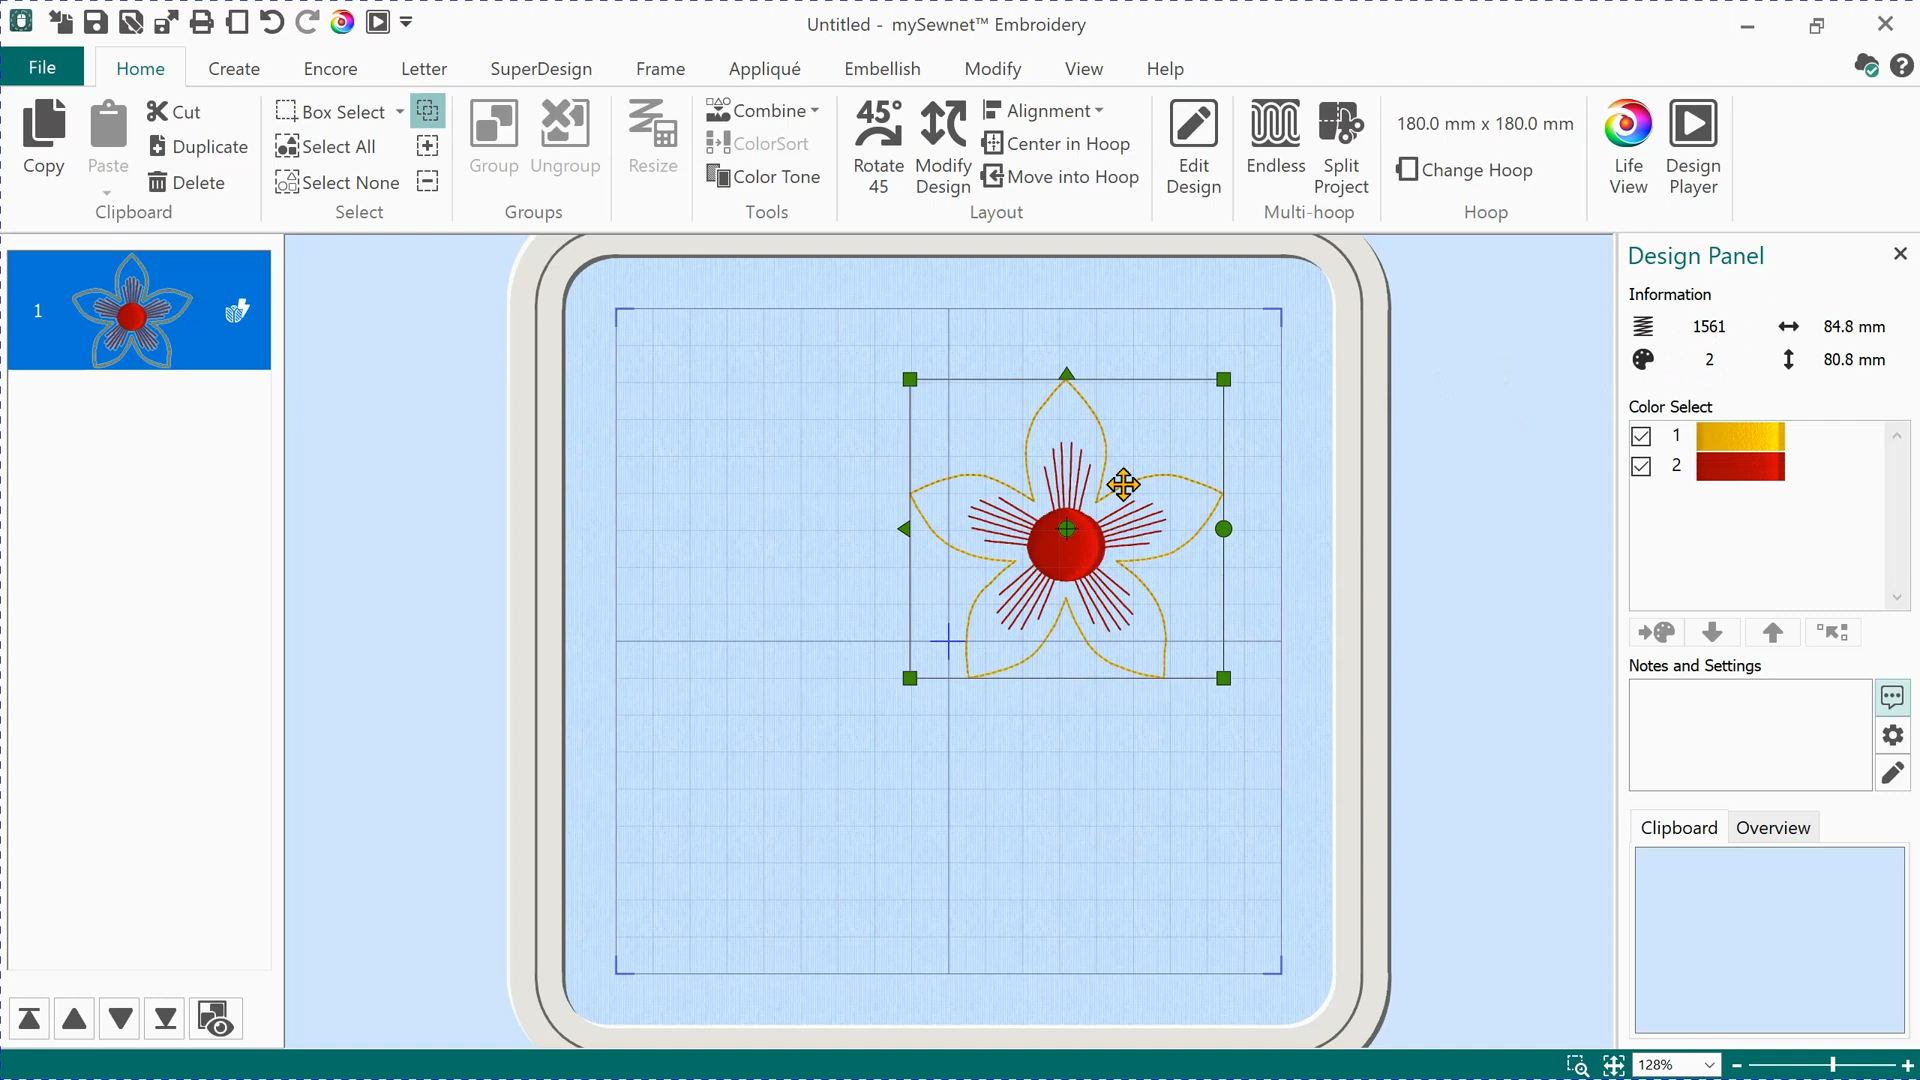 Untitled - mySewnet™ Embroidery
File Home Create Encore Letter SuperDesign Frame Appliqué Embellish Modify View Help
Copy
Paste
Cut
Duplicate
Delete
Clipboard
Box Select
Select All
Select None
Select
Group
Ungroup
Groups
Resize
Combine
ColorSort
Color Tone
Tools
Rotate
45
45°
Modify
Design
Alignment
Center in Hoop
Move into Hoop
Layout
Edit
Design
Endless
Split
Project
Multi-hoop
180.0 mm x 180.0 mm
Change Hoop
Hoop
Life
View
Design
Player
1
Design Panel
Information
1561 84.8 mm
2 80.8 mm
Color Select
1
2
Notes and Settings
Clipboard Overview
128%